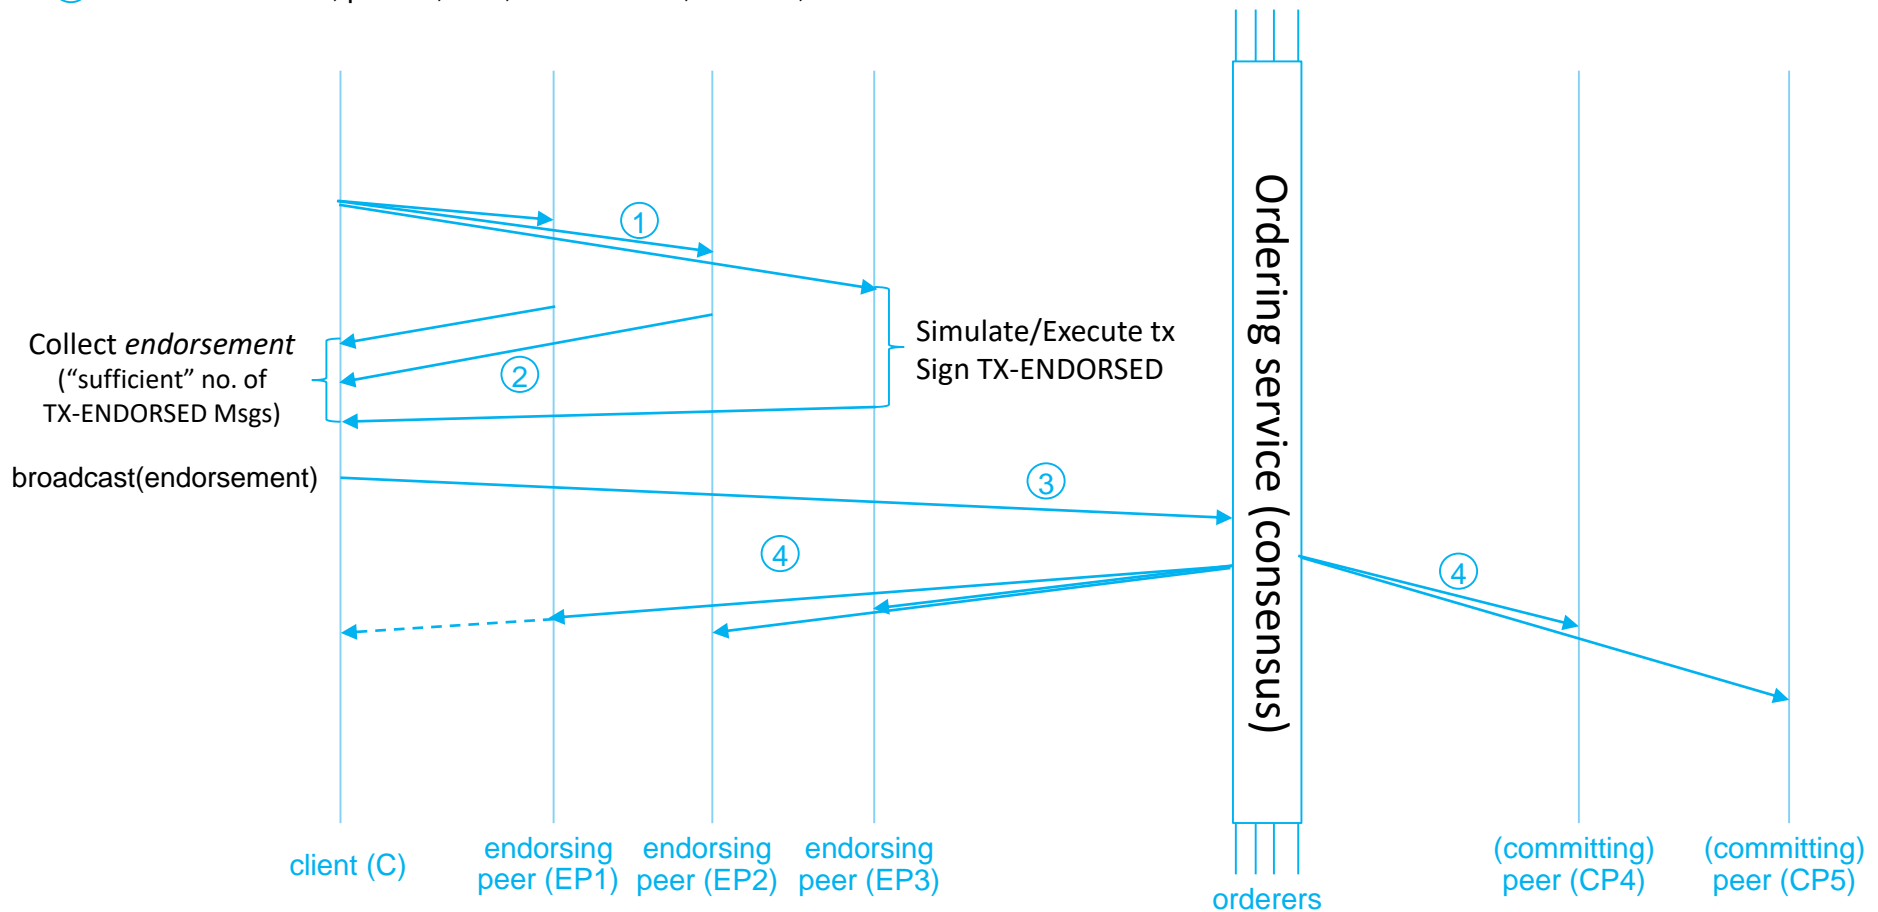 1
Collect endorsement
(“sufficient” no. of
TX-ENDORSED Msgs)
2
Simulate/Execute tx
Sign TX-ENDORSED
broadcast(endorsement)
3
4
4
Ordering service (consensus)
client (C)
endorsing
peer (EP1)
endorsing
peer (EP2)
endorsing
peer (EP3)
orderers
(committing)
peer (CP4)
(committing)
peer (CP5)